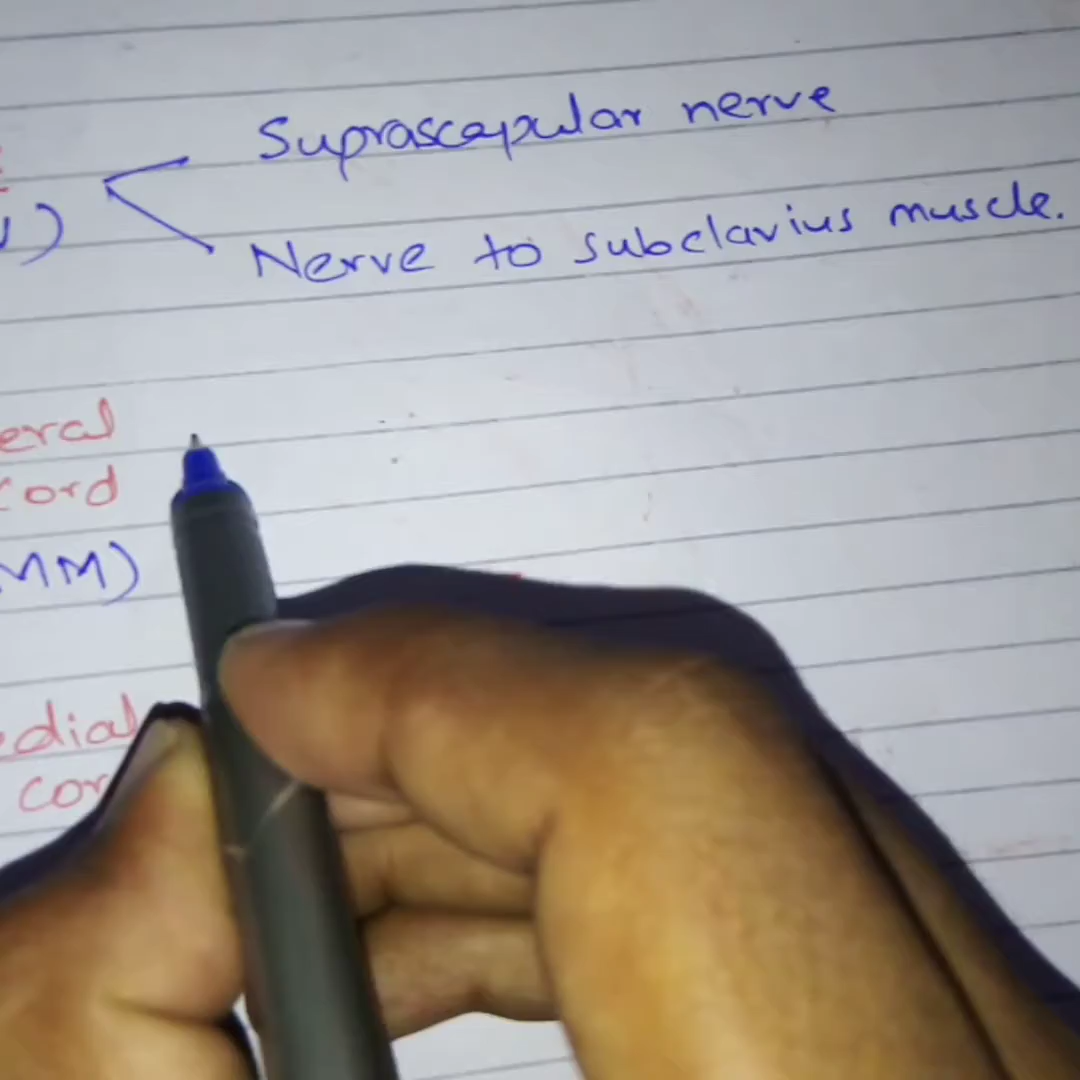 Suprascapular nerve
Nerve to subclavius muscle.
eral
cord
MM)
edial
cor